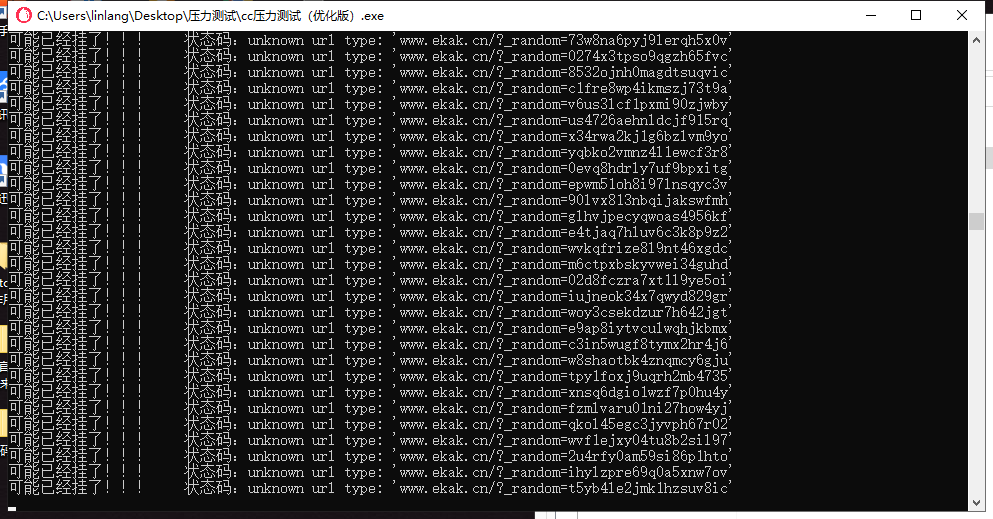 C:\Users\linlang\Desktop\压力测试\cc压力测试（优化版）.exe
可能已经挂了！！！ 状态码：unknown url type: 'www.ekak.cn/?_random=73w8na6pyj9lerqh5x0v'
可能已经挂了！！！ 状态码：unknown url type: 'www.ekak.cn/?_random=0274x3tpso9qgzh65fvc'
可能已经挂了！！！ 状态码：unknown url type: 'www.ekak.cn/?_random=8532ojnh0magdtsuqvic'
可能已经挂了！！！ 状态码：unknown url type: 'www.ekak.cn/?_random=clfre8wp4ikmszj73t9a'
可能已经挂了！！！ 状态码：unknown url type: 'www.ekak.cn/?_random=v6us3lcf1pxmi90zjwby'
可能已经挂了！！！ 状态码：unknown url type: 'www.ekak.cn/?_random=us4726aehnldcjf915rq'
可能已经挂了！！！ 状态码：unknown url type: 'www.ekak.cn/?_random=x34rwa2kjlg6bz1vm9yo'
可能已经挂了！！！ 状态码：unknown url type: 'www.ekak.cn/?_random=yqbko2vmnz41lewcf3r8'
可能已经挂了！！！ 状态码：unknown url type: 'www.ekak.cn/?_random=0evq8hdrly7uf9bpxitg'
可能已经挂了！！！ 状态码：unknown url type: 'www.ekak.cn/?_random=epwm5loh8i971nsqyc3v'
可能已经挂了！！！ 状态码：unknown url type: 'www.ekak.cn/?_random=90lvx813nbqijakswfmh'
可能已经挂了！！！ 状态码：unknown url type: 'www.ekak.cn/?_random=glhvjpecyqwoas4956kf'
可能已经挂了！！！ 状态码：unknown url type: 'www.ekak.cn/?_random=e4tjaq7hluv6c3k8p9z2'
可能已经挂了！！！ 状态码：unknown url type: 'www.ekak.cn/?_random=wvkqfrize8l9nt46xgdc'
可能已经挂了！！！ 状态码：unknown url type: 'www.ekak.cn/?_random=m6ctpxbskyvwei34guhd'
可能已经挂了！！！ 状态码：unknown url type: 'www.ekak.cn/?_random=02d8fczra7xt1l9ye5oi'
可能已经挂了！！！ 状态码：unknown url type: 'www.ekak.cn/?_random=iujneok34x7qwyd829gr'
可能已经挂了！！！ 状态码：unknown url type: 'www.ekak.cn/?_random=woy3csekdzur7h642jgt'
可能已经挂了！！！ 状态码：unknown url type: 'www.ekak.cn/?_random=e9ap8iytvculwqhjkbmx'
可能已经挂了！！！ 状态码：unknown url type: 'www.ekak.cn/?_random=c3in5wugf8tymx2hr4j6'
可能已经挂了！！！ 状态码：unknown url type: 'www.ekak.cn/?_random=w8shaotbk4znqmcy6gju'
可能已经挂了！！！ 状态码：unknown url type: 'www.ekak.cn/?_random=tpylfoxj9uqrh2mb4735'
可能已经挂了！！！ 状态码：unknown url type: 'www.ekak.cn/?_random=xnsq6dgiolwzf7p0hu4y'
可能已经挂了！！！ 状态码：unknown url type: 'www.ekak.cn/?_random=fzmlvaru01ni27how4yj'
可能已经挂了！！！ 状态码：unknown url type: 'www.ekak.cn/?_random=qkol45egc3jyvph67r02'
可能已经挂了！！！ 状态码：unknown url type: 'www.ekak.cn/?_random=wvflejxy04tu8b2si197'
可能已经挂了！！！ 状态码：unknown url type: 'www.ekak.cn/?_random=2u4rfy0am59si86plhto'
可能已经挂了！！！ 状态码：unknown url type: 'www.ekak.cn/?_random=ihylzpre69q0a5xnw7ov'
可能已经挂了！！！ 状态码：unknown url type: 'www.ekak.cn/?_random=t5yb4le2jmklhzsuv8ic'